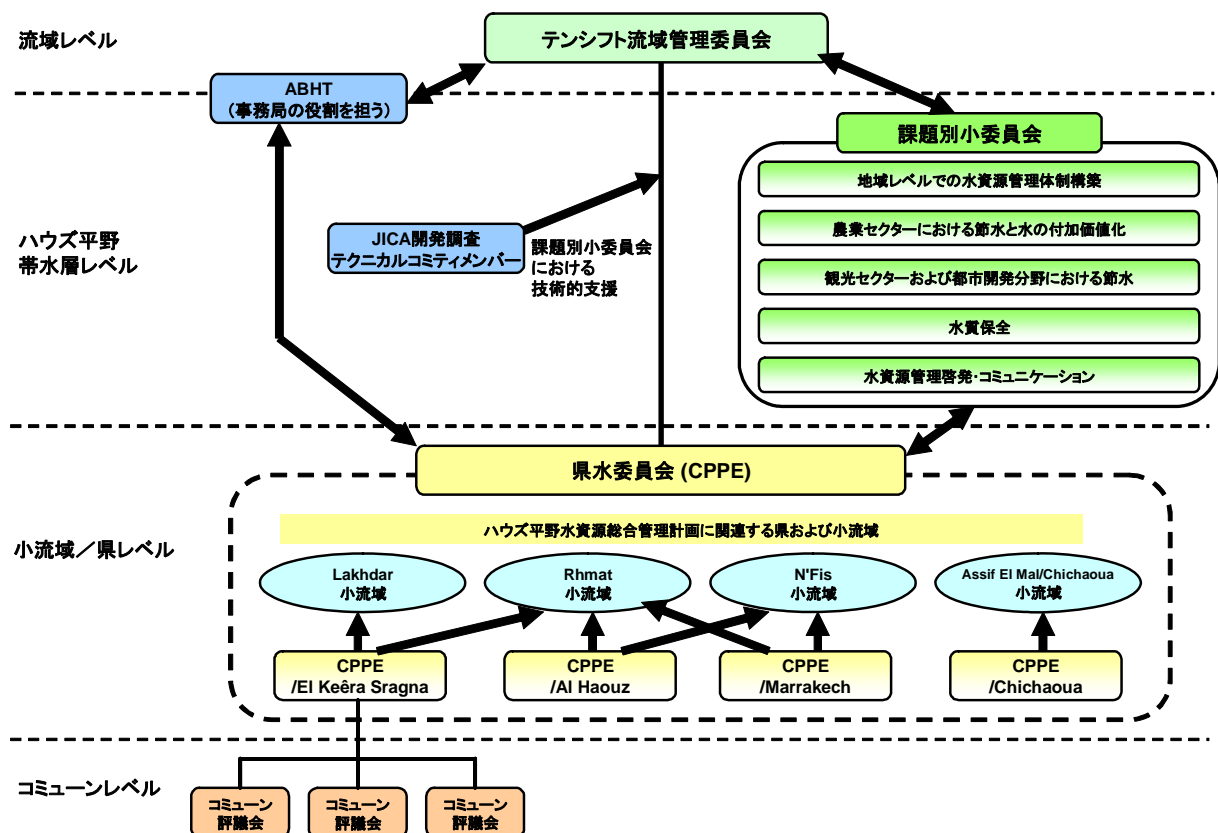 流域レベル
テンシフト流域管理委員会
ABHT
（事務局の役割を担う）
課題別小委員会
地域レベルでの水資源管理体制構築
農業セクターにおける節水と水の付加価値化
観光セクターおよび都市開発分野における節水
水質保全
水資源管理啓発・コミュニケーション
ハウズ平野
帯水層レベル
JICA開発調査
テクニカルコミティメンバー
課題別小委員会
における
技術的支援
県水委員会 (CPPE)
小流域／県レベル
ハウズ平野水資源総合管理計画に関連する県および小流域
Lakhdar
小流域
Rhmat
小流域
N'Fis
小流域
Assif El Mal/Chichaoua
小流域
CPPE
/El Keêra Sragna
CPPE
/Al Haouz
CPPE
/Marrakech
CPPE
/Chichaoua
コミューンレベル
コミューン
評議会
コミューン
評議会
コミューン
評議会